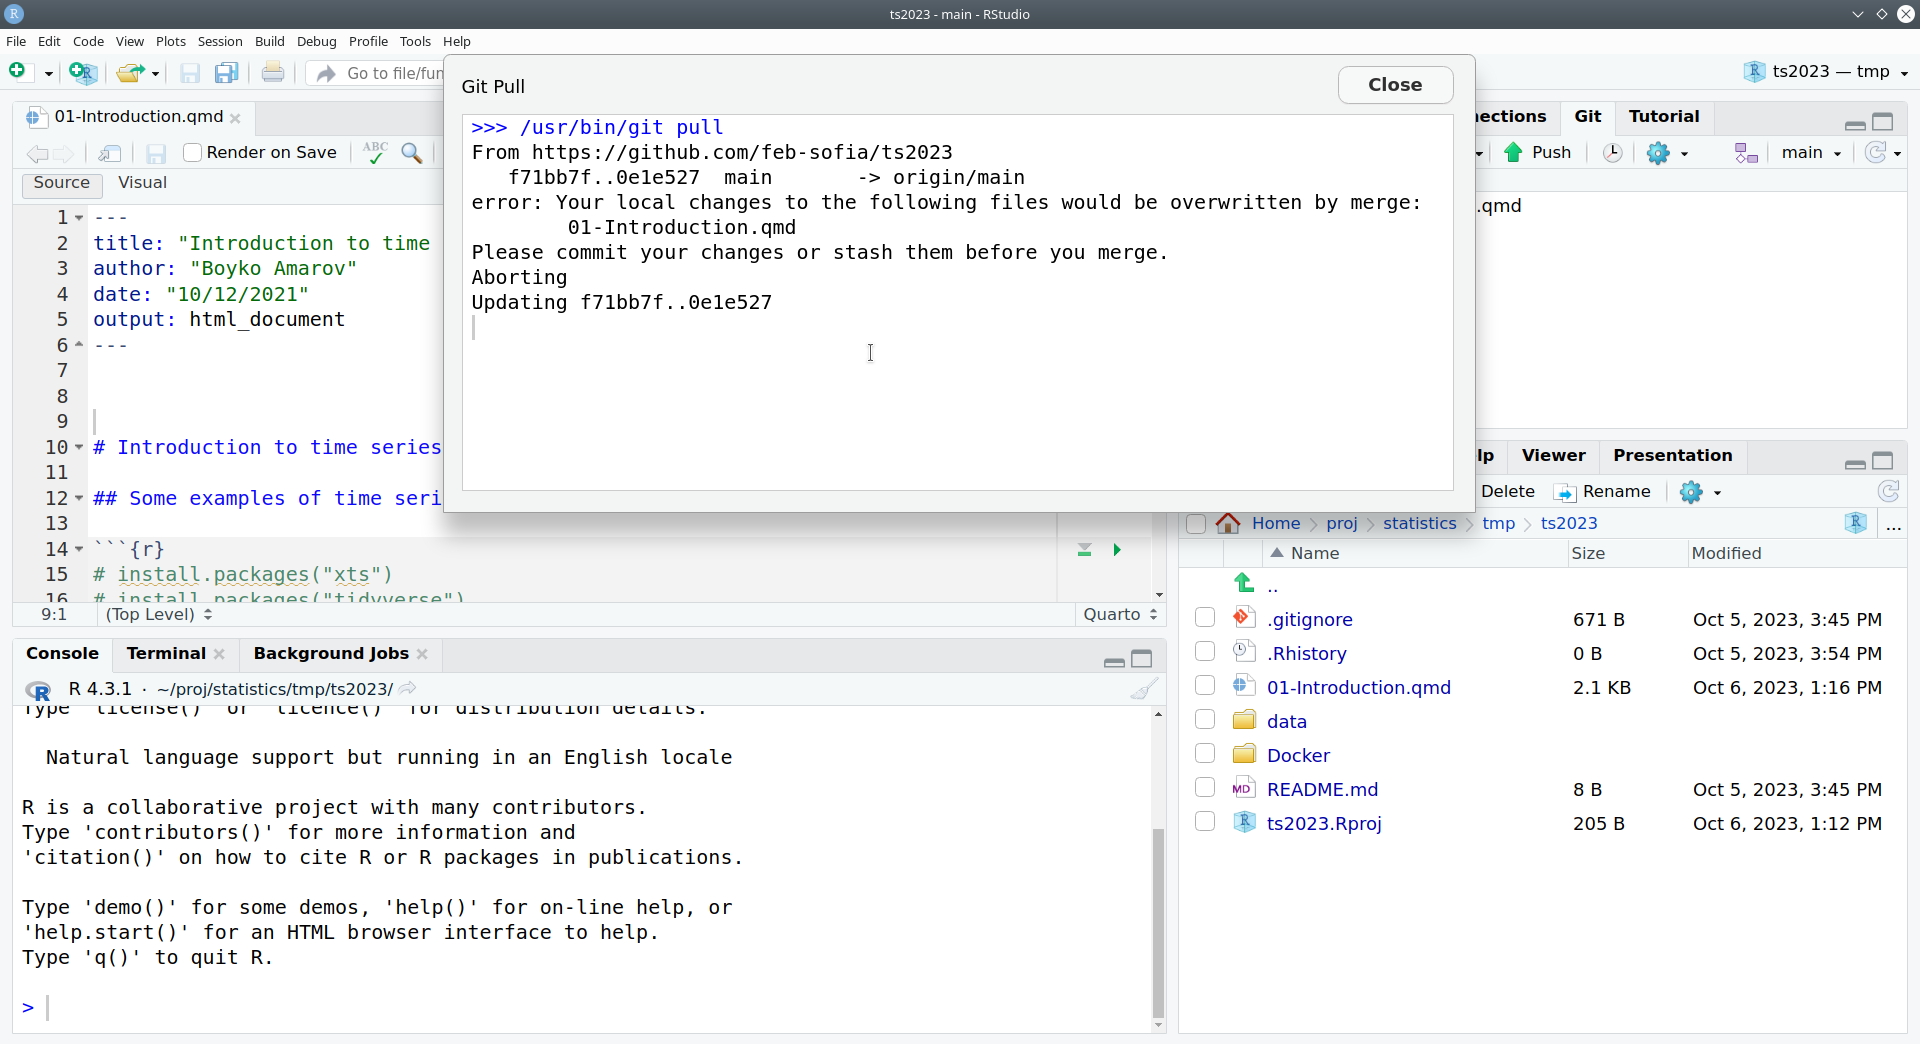 ts2023 - main - RStudio
File Edit Code View Plots Session Build Debug Profile Tools Help
Go to file/fun
ts2023 — tmp
Git Pull
Close
>>> /usr/bin/git pull
From https://github.com/feb-sofia/ts2023
f71bb7f..0e1e527 main -> origin/main
error: Your local changes to the following files would be overwritten by merge:
01-Introduction.qmd
Please commit your changes or stash them before you merge.
Aborting
Updating f71bb7f..0e1e527
01-Introduction.qmd
Render on Save
ABC
Source Visual
1 ---
2 title: "Introduction to time
3 author: "Boyko Amarov"
4 date: "10/12/2021"
5 output: html_document
6 ---
7
8
9
10 # Introduction to time series
11
12 ## Some examples of time seri
13
14 ```{r}
15 # install.packages("xts")
16 # install.packages("tidyverse")
9:1 (Top Level) Quarto
Console Terminal Background Jobs
R 4.3.1 · ~/proj/statistics/tmp/ts2023/
Type 'license()' or 'licence()' for distribution details.
Natural language support but running in an English locale
R is a collaborative project with many contributors.
Type 'contributors()' for more information and
'citation()' on how to cite R or R packages in publications.
Type 'demo()' for some demos, 'help()' for on-line help, or
'help.start()' for an HTML browser interface to help.
Type 'q()' to quit R.
>
nections Git Tutorial
Push main
.qmd
lp Viewer Presentation
Delete Rename
Home proj statistics tmp ts2023 ...
Name Size Modified
..
.gitignore 671 B Oct 5, 2023, 3:45 PM
.Rhistory 0 B Oct 5, 2023, 3:54 PM
01-Introduction.qmd 2.1 KB Oct 6, 2023, 1:16 PM
data
Docker
MD README.md 8 B Oct 5, 2023, 3:45 PM
ts2023.Rproj 205 B Oct 6, 2023, 1:12 PM